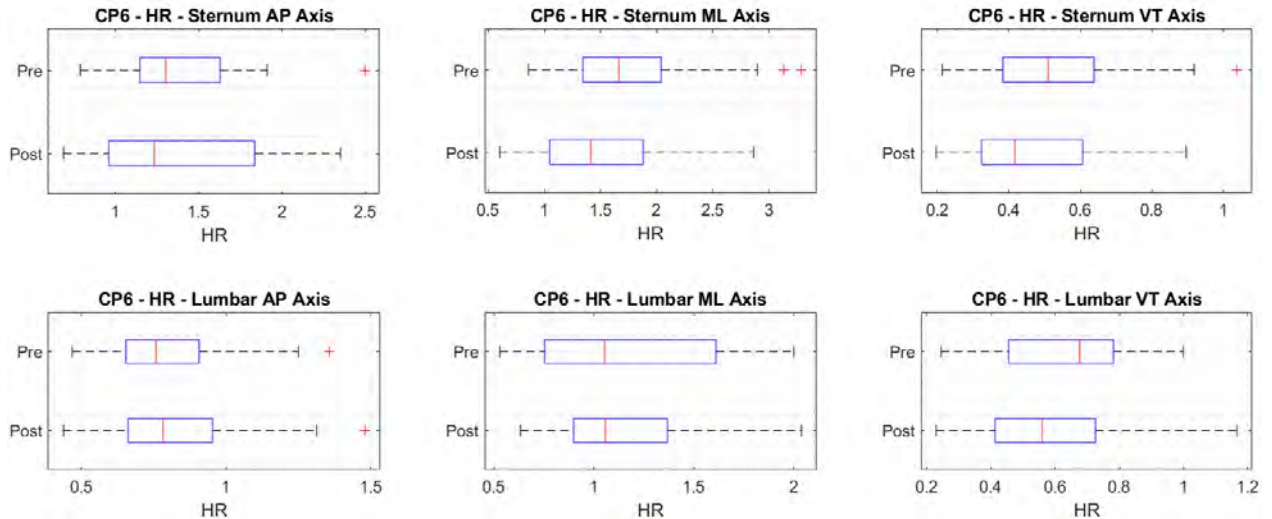 CP6 - HR - Sternum AP Axis
Pre
Post
1 1.5 2 2.5
HR
CP6 - HR - Sternum ML Axis
Pre
Post
0.5 1 1.5 2 2.5 3
HR
CP6 - HR - Sternum VT Axis
Pre
Post
0.2 0.4 0.6 0.8 1
HR
CP6 - HR - Lumbar AP Axis
Pre
Post
0.5 1 1.5
HR
CP6 - HR - Lumbar ML Axis
Pre
Post
0.5 1 1.5 2
HR
CP6 - HR - Lumbar VT Axis
Pre
Post
0.2 0.4 0.6 0.8 1 1.2
HR